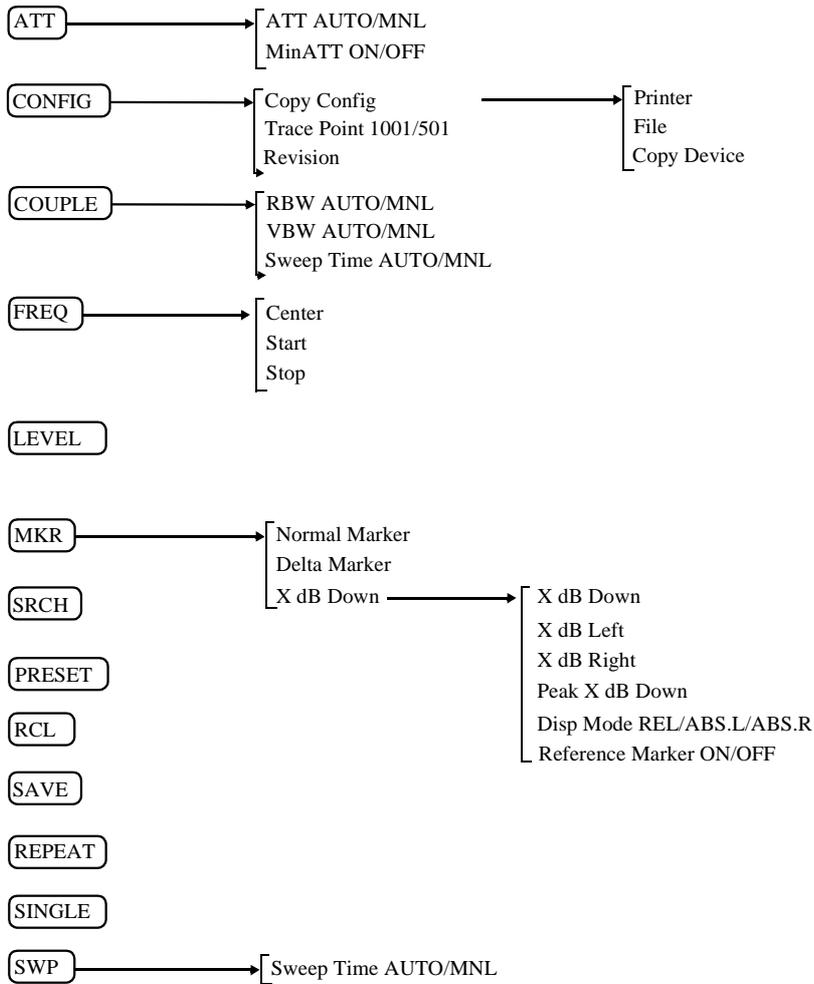 ATT
ATT AUTO/MNL
MinATT ON/OFF
CONFIG
Copy Config
Trace Point 1001/501
Revision
Printer
File
Copy Device
COUPLE
RBW AUTO/MNL
VBW AUTO/MNL
Sweep Time AUTO/MNL
FREQ
Center
Start
Stop
LEVEL
MKR
Normal Marker
Delta Marker
X dB Down
X dB Down
X dB Left
X dB Right
Peak X dB Down
Disp Mode REL/ABS.L/ABS.R
Reference Marker ON/OFF
SRCH
PRESET
RCL
SAVE
REPEAT
SINGLE
SWP
Sweep Time AUTO/MNL